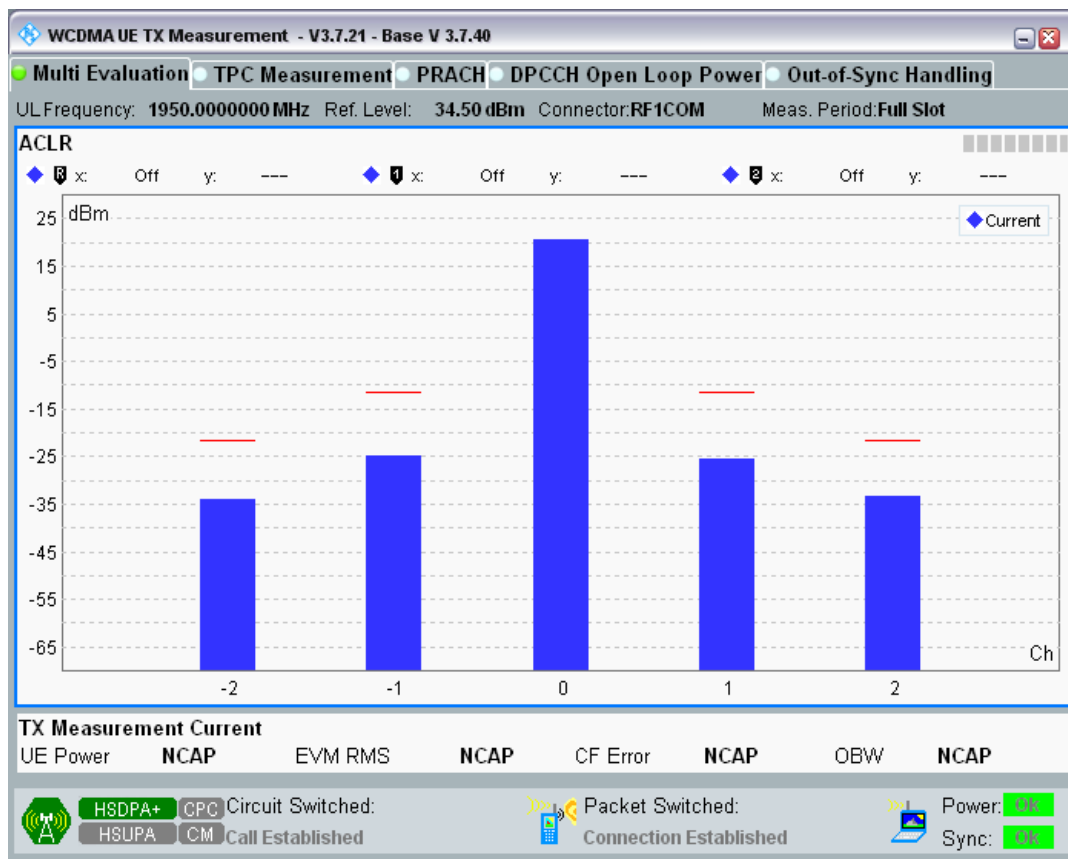 WCDMA UE TX Measurement - V3.7.21 - Base V 3.7.40
Multi Evaluation TPC Measurement PRACH DPCCH Open Loop Power Out-of-Sync Handling
UL Frequency: 1950.0000000 MHz Ref. Level: 34.50 dBm Connector:RF1COM Meas. Period:Full Slot
ACLR
R x: Off y: --- 1 x: Off y: --- 2 x: Off y: ---
dBm
Current
25
15
5
-5
-15
-25
-35
-45
-55
-65
Ch
-2 -1 0 1 2
TX Measurement Current
UE Power NCAP EVM RMS NCAP CF Error NCAP OBW NCAP
HSDPA+ CPC Circuit Switched: Packet Switched: Power: OK
HSUPA CM Call Established Connection Established Sync: OK